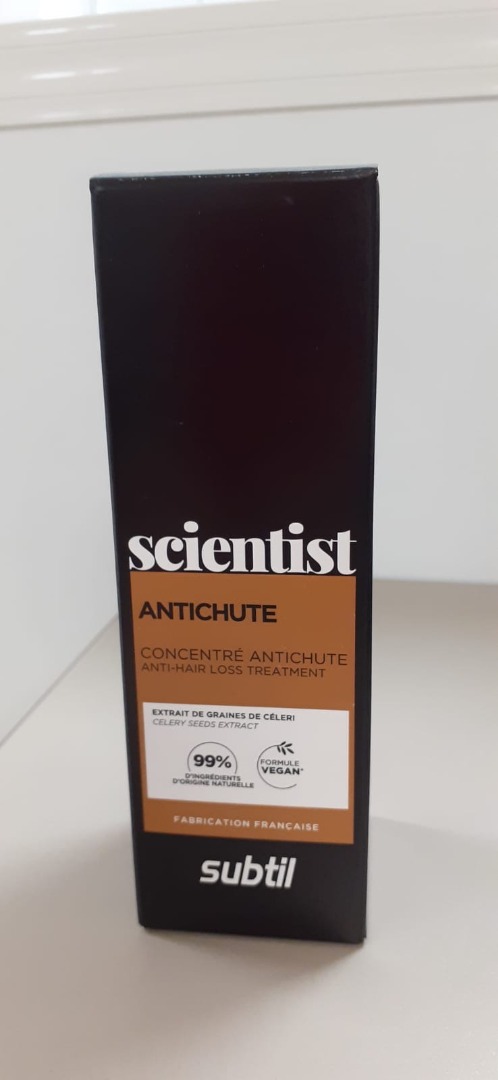 scientist
ANTICHUTE
CONCENTRÉ ANTICHUTE
ANTI-HAIR LOSS TREATMENT
EXTRAIT DE GRAINES DE CÉLERI
CELERY SEEDS EXTRACT
99%
D'INGRÉDIENTS
D'ORIGINE NATURELLE
FORMULE
VEGAN*
FABRICATION FRANÇAISE
subtil